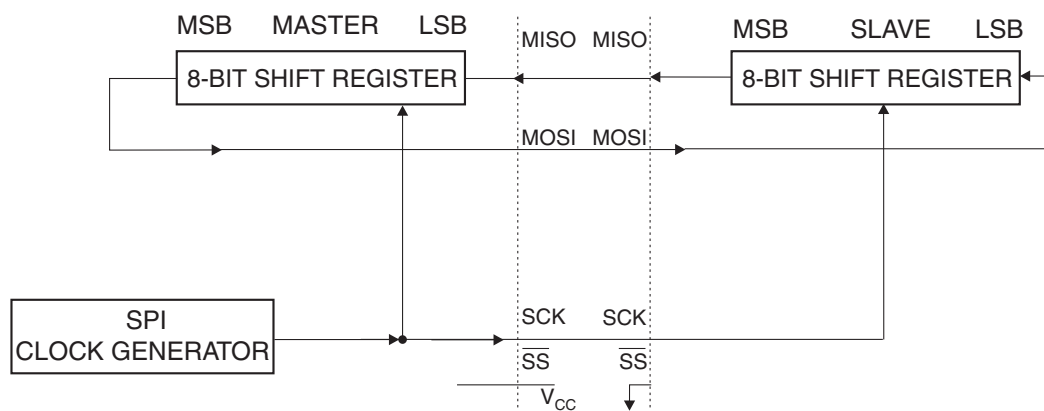 MSB MASTER LSB
MISO MISO
MSB SLAVE LSB
8-BIT SHIFT REGISTER
8-BIT SHIFT REGISTER
MOSI MOSI
SPI
CLOCK GENERATOR
SCK SCK
SS SS
VCC